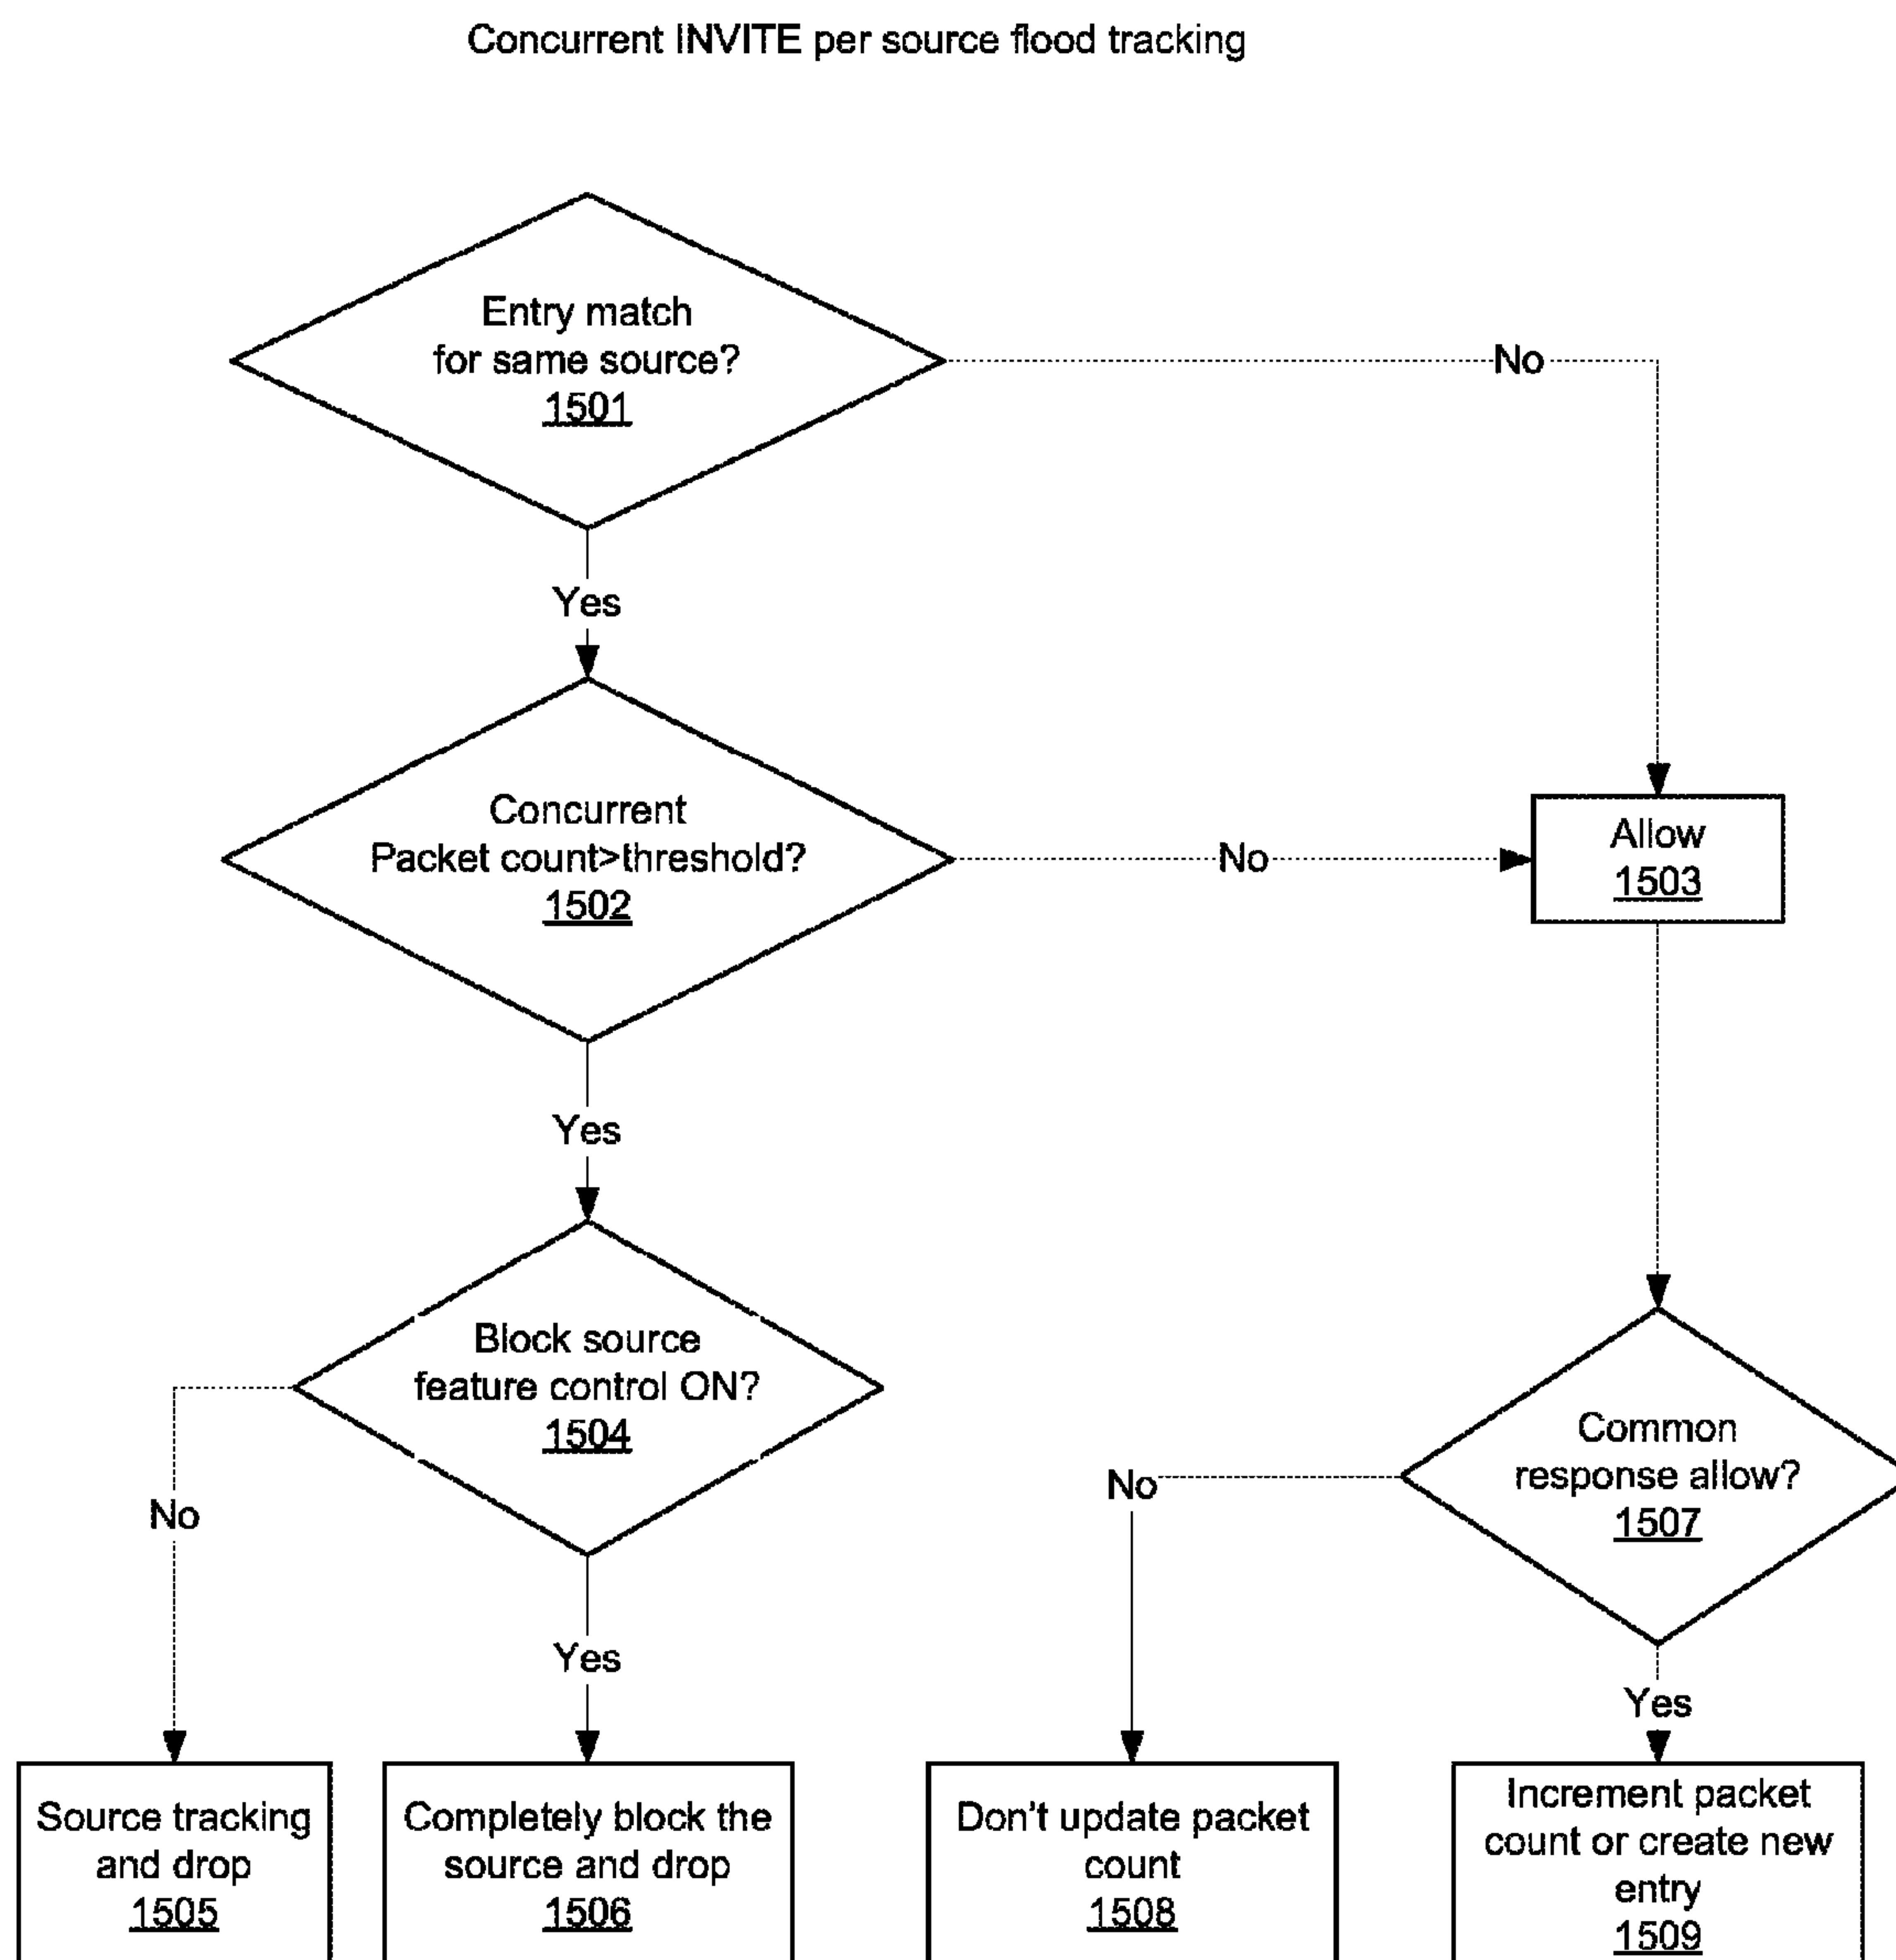 Concurrent INVITE per source flood tracking
Entry match
for same source?
1501
No
Yes
Concurrent
Packet count>threshold?
1502
No
Allow
1503
Yes
Block source
feature control ON?
1504
No
Yes
Common
response allow?
1507
No
Yes
Source tracking
and drop
1505
Completely block the
source and drop
1506
Don't update packet
count
1508
Increment packet
count or create new
entry
1509